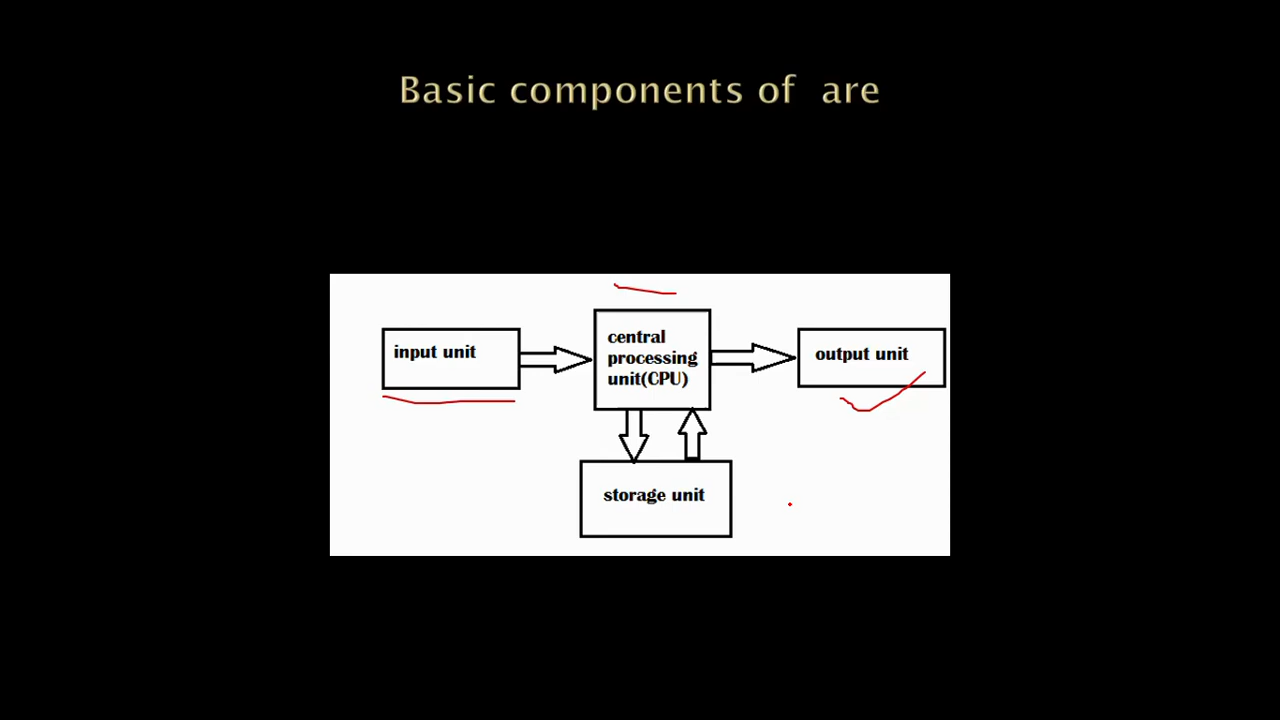 Basic components of are
input unit
central
processing
unit(CPU)
output unit
storage unit